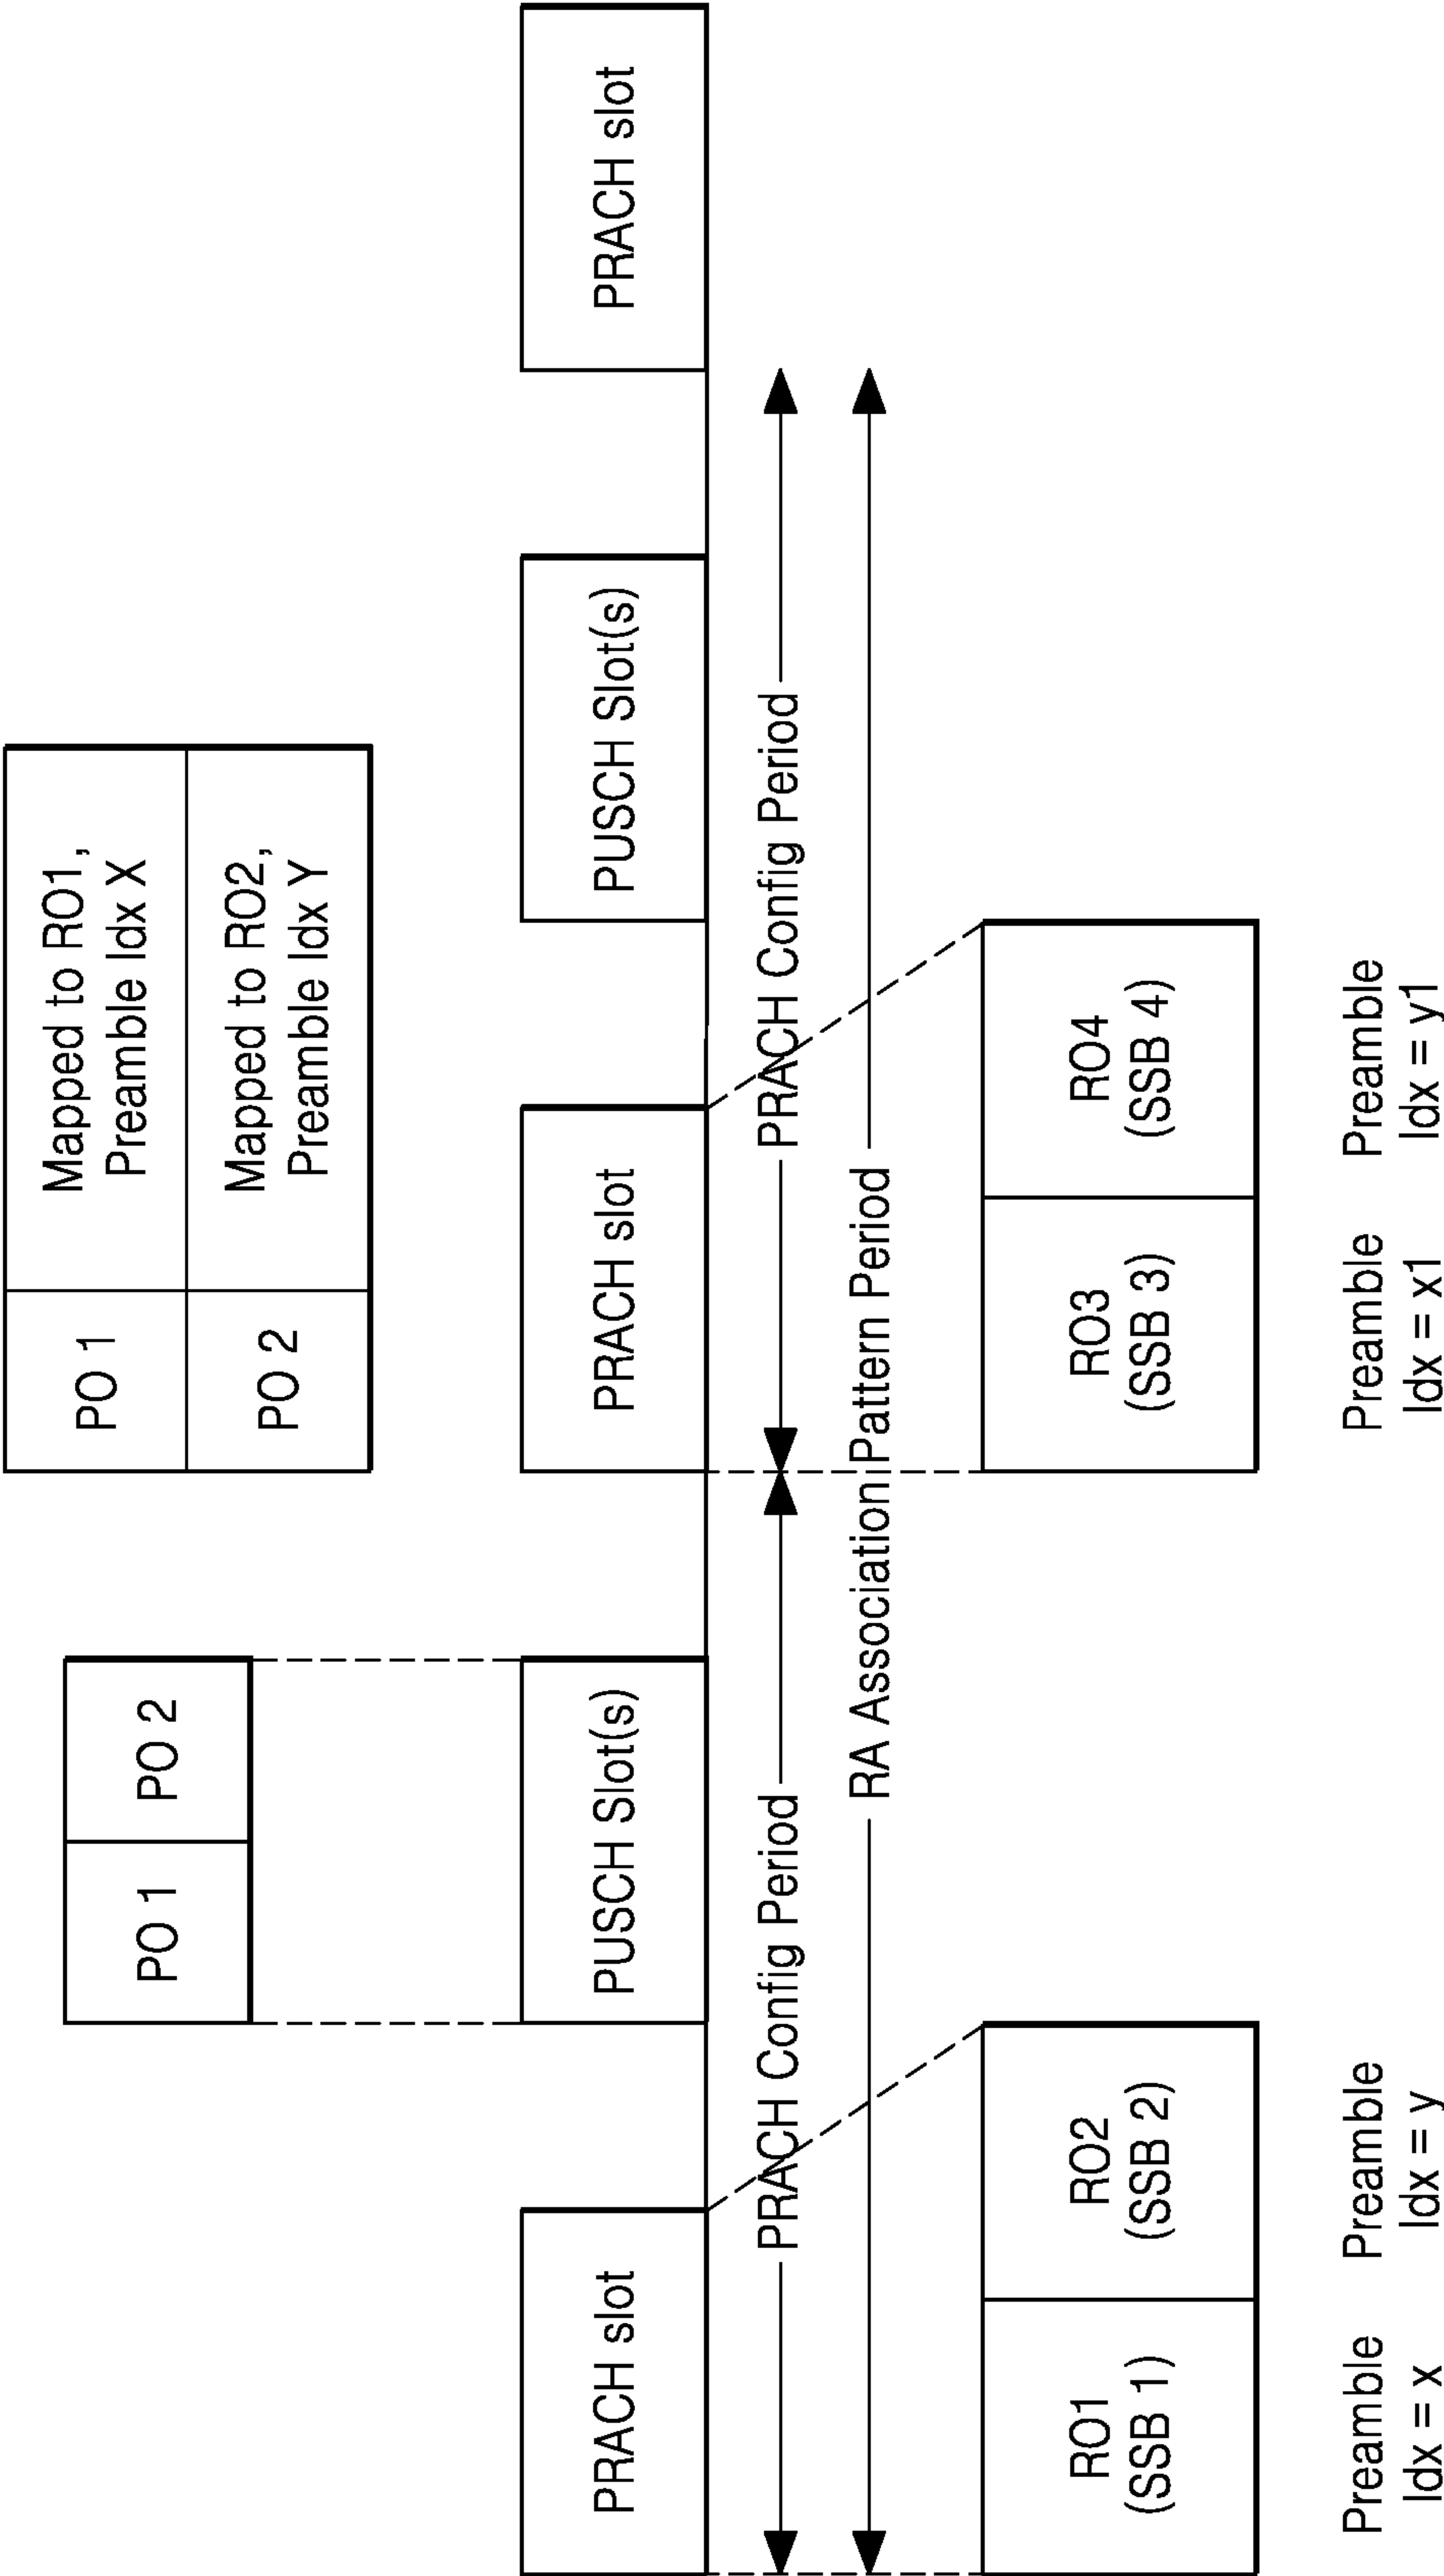 PO 1
PO 2
PO 1
Mapped to RO1,
Preamble Idx X
PO 2
Mapped to RO2,
Preamble Idx Y
PRACH slot
PUSCH Slot(s)
PRACH slot
PUSCH Slot(s)
PRACH slot
PRACH Config Period
PRACH Config Period
RA Association Pattern Period
RO1
(SSB 1)
RO2
(SSB 2)
RO3
(SSB 3)
RO4
(SSB 4)
Preamble
Idx = x
Preamble
Idx = y
Preamble
Idx = x1
Preamble
Idx = y1